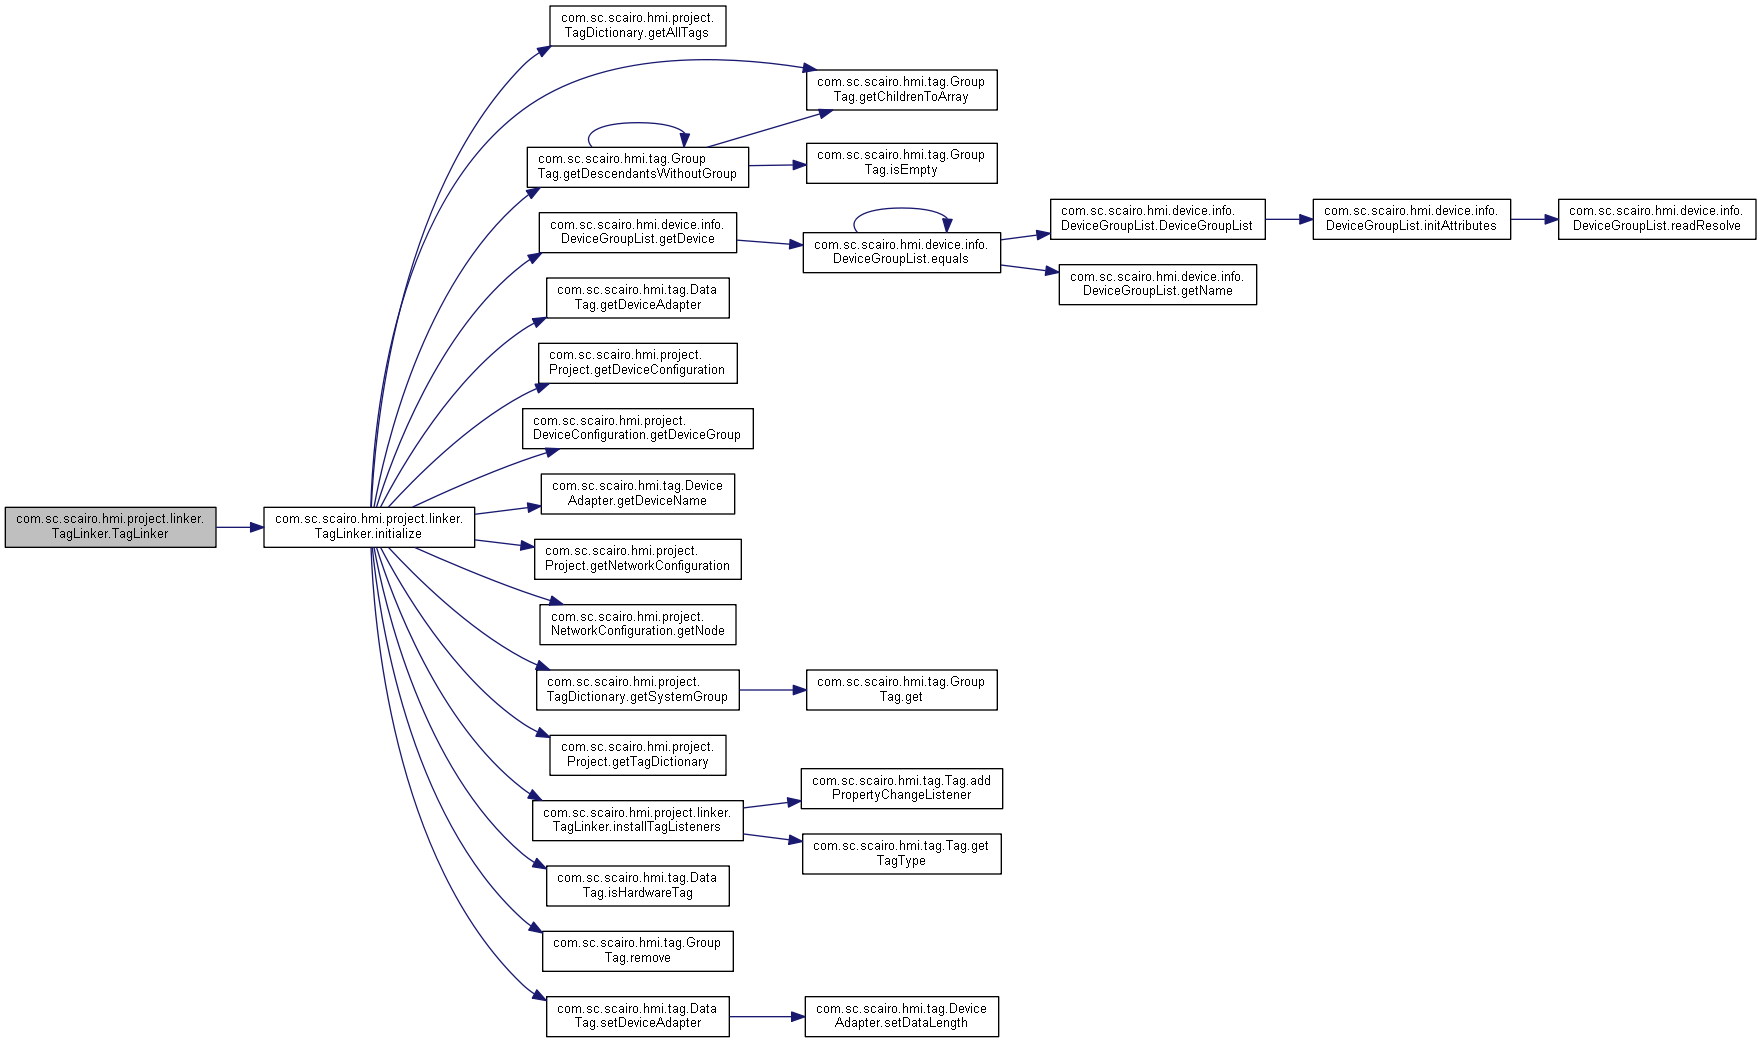 com.sc.scairo.hmi.project.
TagDictionary.getAllTags
com.sc.scairo.hmi.tag.Group
Tag.getChildrenToArray
com.sc.scairo.hmi.tag.Group
Tag.getDescendantsWithoutGroup
com.sc.scairo.hmi.tag.Group
Tag.isEmpty
com.sc.scairo.hmi.device.info.
DeviceGroupList.getDevice
com.sc.scairo.hmi.device.info.
DeviceGroupList.equals
com.sc.scairo.hmi.device.info.
DeviceGroupList.DeviceGroupList
com.sc.scairo.hmi.device.info.
DeviceGroupList.initAttributes
com.sc.scairo.hmi.device.info.
DeviceGroupList.readResolve
com.sc.scairo.hmi.device.info.
DeviceGroupList.getName
com.sc.scairo.hmi.tag.Data
Tag.getDeviceAdapter
com.sc.scairo.hmi.project.
Project.getDeviceConfiguration
com.sc.scairo.hmi.project.
DeviceConfiguration.getDeviceGroup
com.sc.scairo.hmi.tag.Device
Adapter.getDeviceName
com.sc.scairo.hmi.project.linker.
TagLinker.TagLinker
com.sc.scairo.hmi.project.linker.
TagLinker.initialize
com.sc.scairo.hmi.project.
Project.getNetworkConfiguration
com.sc.scairo.hmi.project.
NetworkConfiguration.getNode
com.sc.scairo.hmi.project.
TagDictionary.getSystemGroup
com.sc.scairo.hmi.tag.Group
Tag.get
com.sc.scairo.hmi.project.
Project.getTagDictionary
com.sc.scairo.hmi.project.linker.
TagLinker.installTagListeners
com.sc.scairo.hmi.tag.Tag.add
PropertyChangeListener
com.sc.scairo.hmi.tag.Tag.get
TagType
com.sc.scairo.hmi.tag.Data
Tag.isHardwareTag
com.sc.scairo.hmi.tag.Group
Tag.remove
com.sc.scairo.hmi.tag.Data
Tag.setDeviceAdapter
com.sc.scairo.hmi.tag.Device
Adapter.setDataLength